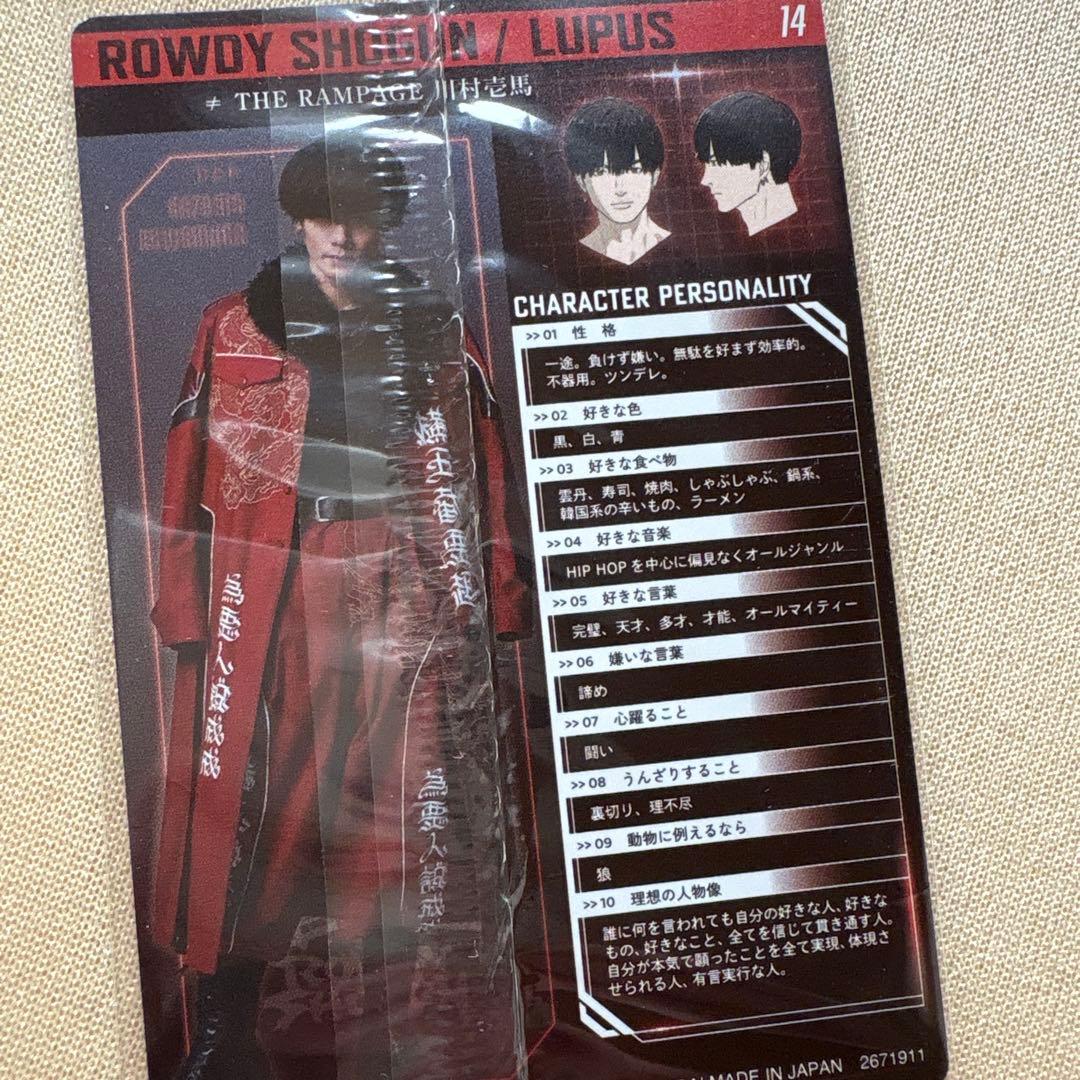 ROWDY SHOGUN / LUPUS
14
≠ THE RAMPAGE 川村壱馬
CHARACTER PERSONALITY
>> 01 性 格
一途。負けず嫌い。無駄を好まず効率的。
不器用。ツンデレ。
>> 02 好きな色
黒、白、青
>> 03 好きな食べ物
雲丹、寿司、焼肉、しゃぶしゃぶ、鍋系、
韓国系の辛いもの、ラーメン
>> 04 好きな音楽
HIP HOP を中心に偏見なくオールジャンル
>> 05 好きな言葉
完璧、天才、多才、才能、オールマイティー
>> 06 嫌いな言葉
諦め
>> 07 心躍ること
闘い
>> 08 うんざりすること
裏切り、理不尽
>> 09 動物に例えるなら
狼
>> 10 理想の人物像
誰に何を言われても自分の好きな人、好きな
もの、好きなこと、全てを信じて貫き通す人。
自分が本気で願ったことを全て実現、体現さ
せられる人、有言実行な人。
MADE IN JAPAN 2671911